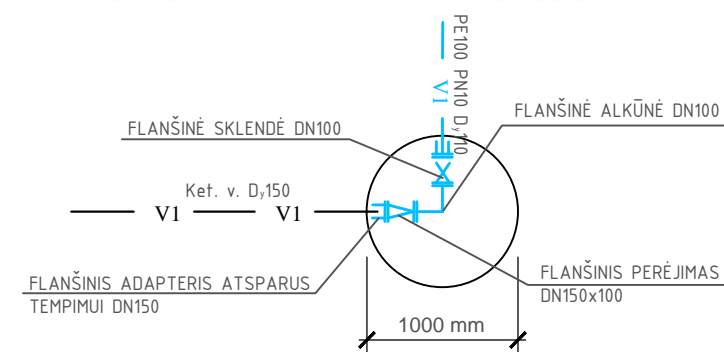 PE100 PN10 Dy110
V1
FLANŠINĖ SKLENDĖ DN100
FLANŠINĖ ALKŪNĖ DN100
Ket. v. Dy150
V1
V1
FLANŠINIS ADAPTERIS ATSPARUS
TEMPIMUI DN150
FLANŠINIS PERĖJIMAS
DN150x100
1000 mm